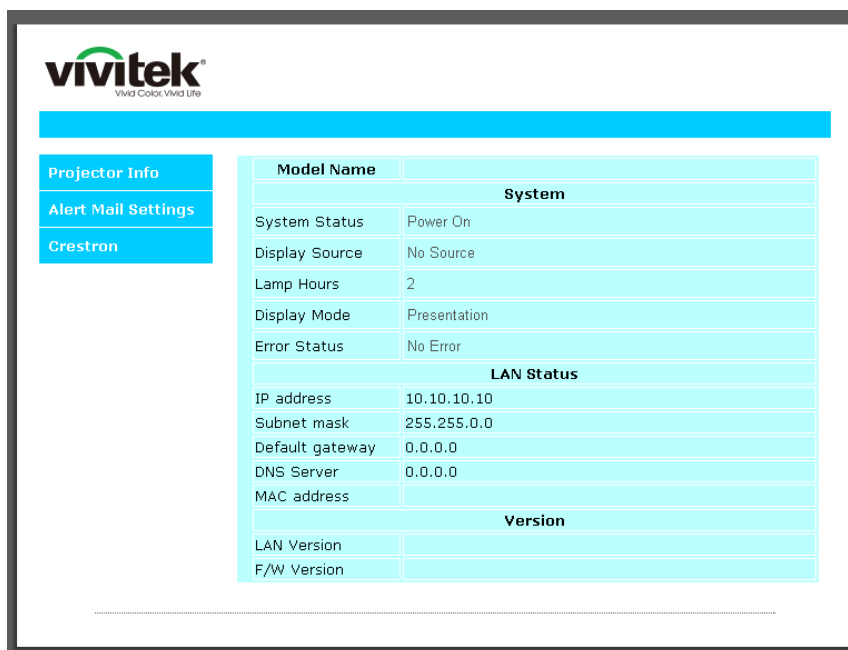 vivitek®
Vivid Color. Vivid Life
Projector Info
Alert Mail Settings
Crestron
Model Name
System
System Status Power On
Display Source No Source
Lamp Hours 2
Display Mode Presentation
Error Status No Error
LAN Status
IP address 10.10.10.10
Subnet mask 255.255.0.0
Default gateway 0.0.0.0
DNS Server 0.0.0.0
MAC address
Version
LAN Version
F/W Version